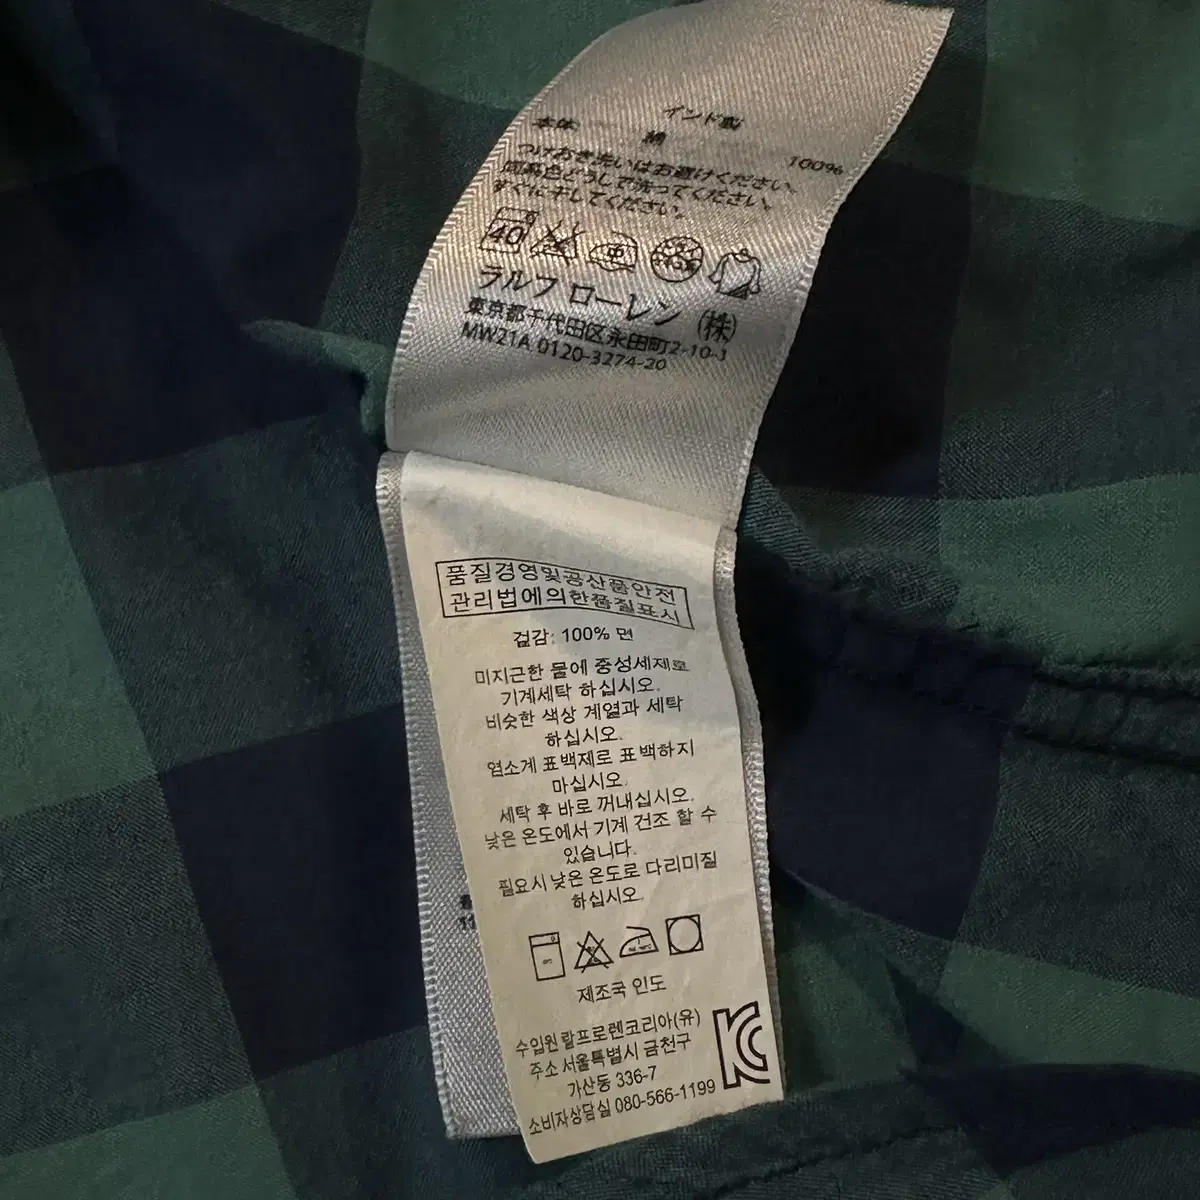 インド製
本体 綿 100%
つけおき洗いはお避けください。
同系色どうしで洗ってください。
すぐに干してください。
40 中
ラルフ ローレン (株)
東京都千代田区永田町2-10-3
MW21A 0120-3274-20
품질경영및공산품안전
관리법에의한품질표시
겉감: 100% 면
미지근한 물에 중성세제로
기계세탁 하십시오.
비슷한 색상 계열과 세탁
하십시오.
염소계 표백제로 표백하지
마십시오.
세탁 후 바로 꺼내십시오.
낮은 온도에서 기계 건조 할 수
있습니다.
필요시 낮은 온도로 다리미질
하십시오.
제조국 인도
수입원 랄프로렌코리아(유)
주소 서울특별시 금천구
가산동 336-7
소비자상담실 080-566-1199
KC